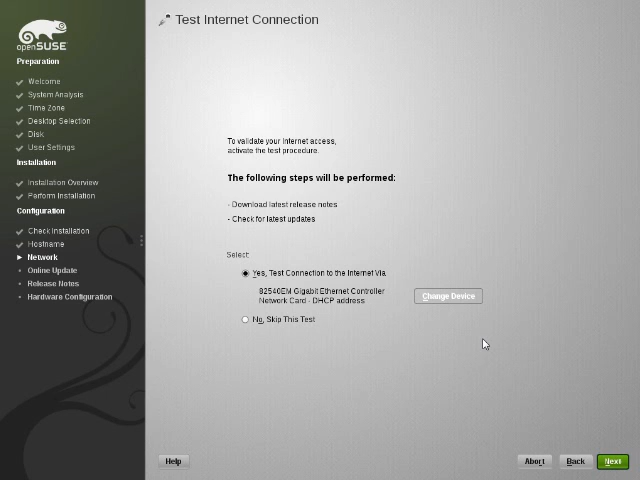 openSUSE
Preparation
Welcome
System Analysis
Time Zone
Desktop Selection
Disk
User Settings
Installation
Installation Overview
Perform Installation
Configuration
Check Installation
Hostname
Network
Online Update
Release Notes
Hardware Configuration
Test Internet Connection
To validate your Internet access,
activate the test procedure.
The following steps will be performed:
- Download latest release notes
- Check for latest updates
Select:
Yes, Test Connection to the Internet Via
82540EM Gigabit Ethernet Controller
Network Card - DHCP address
Change Device
No, Skip This Test
Help
Abort
Back
Next